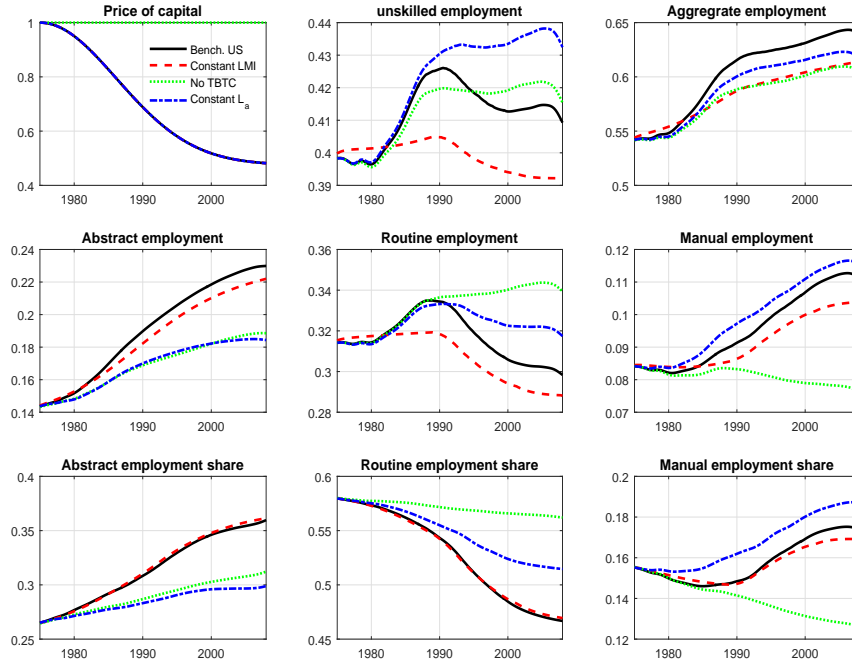 Price of capital
unskilled employment
Aggregrate employment
1
0.8
0.6
0.4
1980 1990 2000
Bench. US
Constant LMI
No TBTC
Constant La
0.44
0.43
0.42
0.41
0.4
0.39
1980 1990 2000
0.65
0.6
0.55
0.5
1980 1990 2000
Abstract employment
Routine employment
Manual employment
0.24
0.22
0.2
0.18
0.16
0.14
1980 1990 2000
0.36
0.34
0.32
0.3
0.28
1980 1990 2000
0.12
0.11
0.1
0.09
0.08
0.07
1980 1990 2000
Abstract employment share
Routine employment share
Manual employment share
0.4
0.35
0.3
0.25
1980 1990 2000
0.6
0.55
0.5
0.45
1980 1990 2000
0.2
0.18
0.16
0.14
0.12
1980 1990 2000